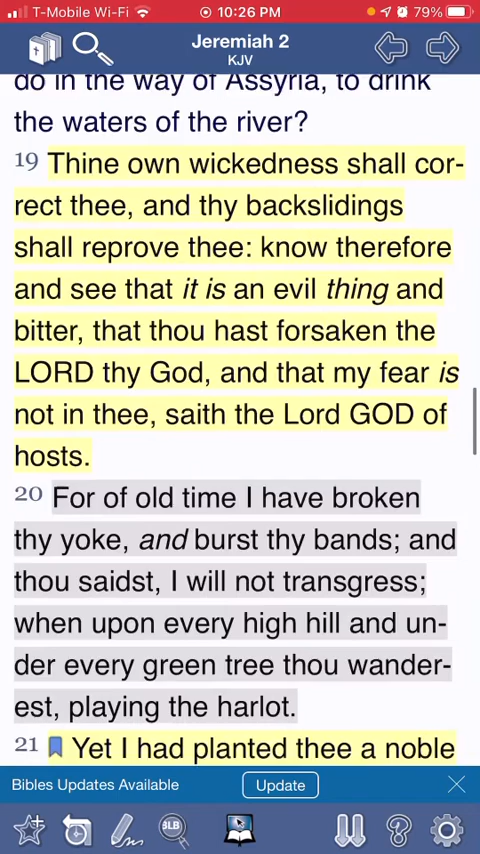 T-Mobile Wi-Fi 10:26 PM 79%
Jeremiah 2
KJV
do in the way of Assyria, to drink
the waters of the river?
19 Thine own wickedness shall cor-
rect thee, and thy backslidings
shall reprove thee: know therefore
and see that it is an evil thing and
bitter, that thou hast forsaken the
LORD thy God, and that my fear is
not in thee, saith the Lord GOD of
hosts.
20 For of old time I have broken
thy yoke, and burst thy bands; and
thou saidst, I will not transgress;
when upon every high hill and un-
der every green tree thou wander-
est, playing the harlot.
21 Yet I had planted thee a noble
Bibles Updates Available Update
BLB